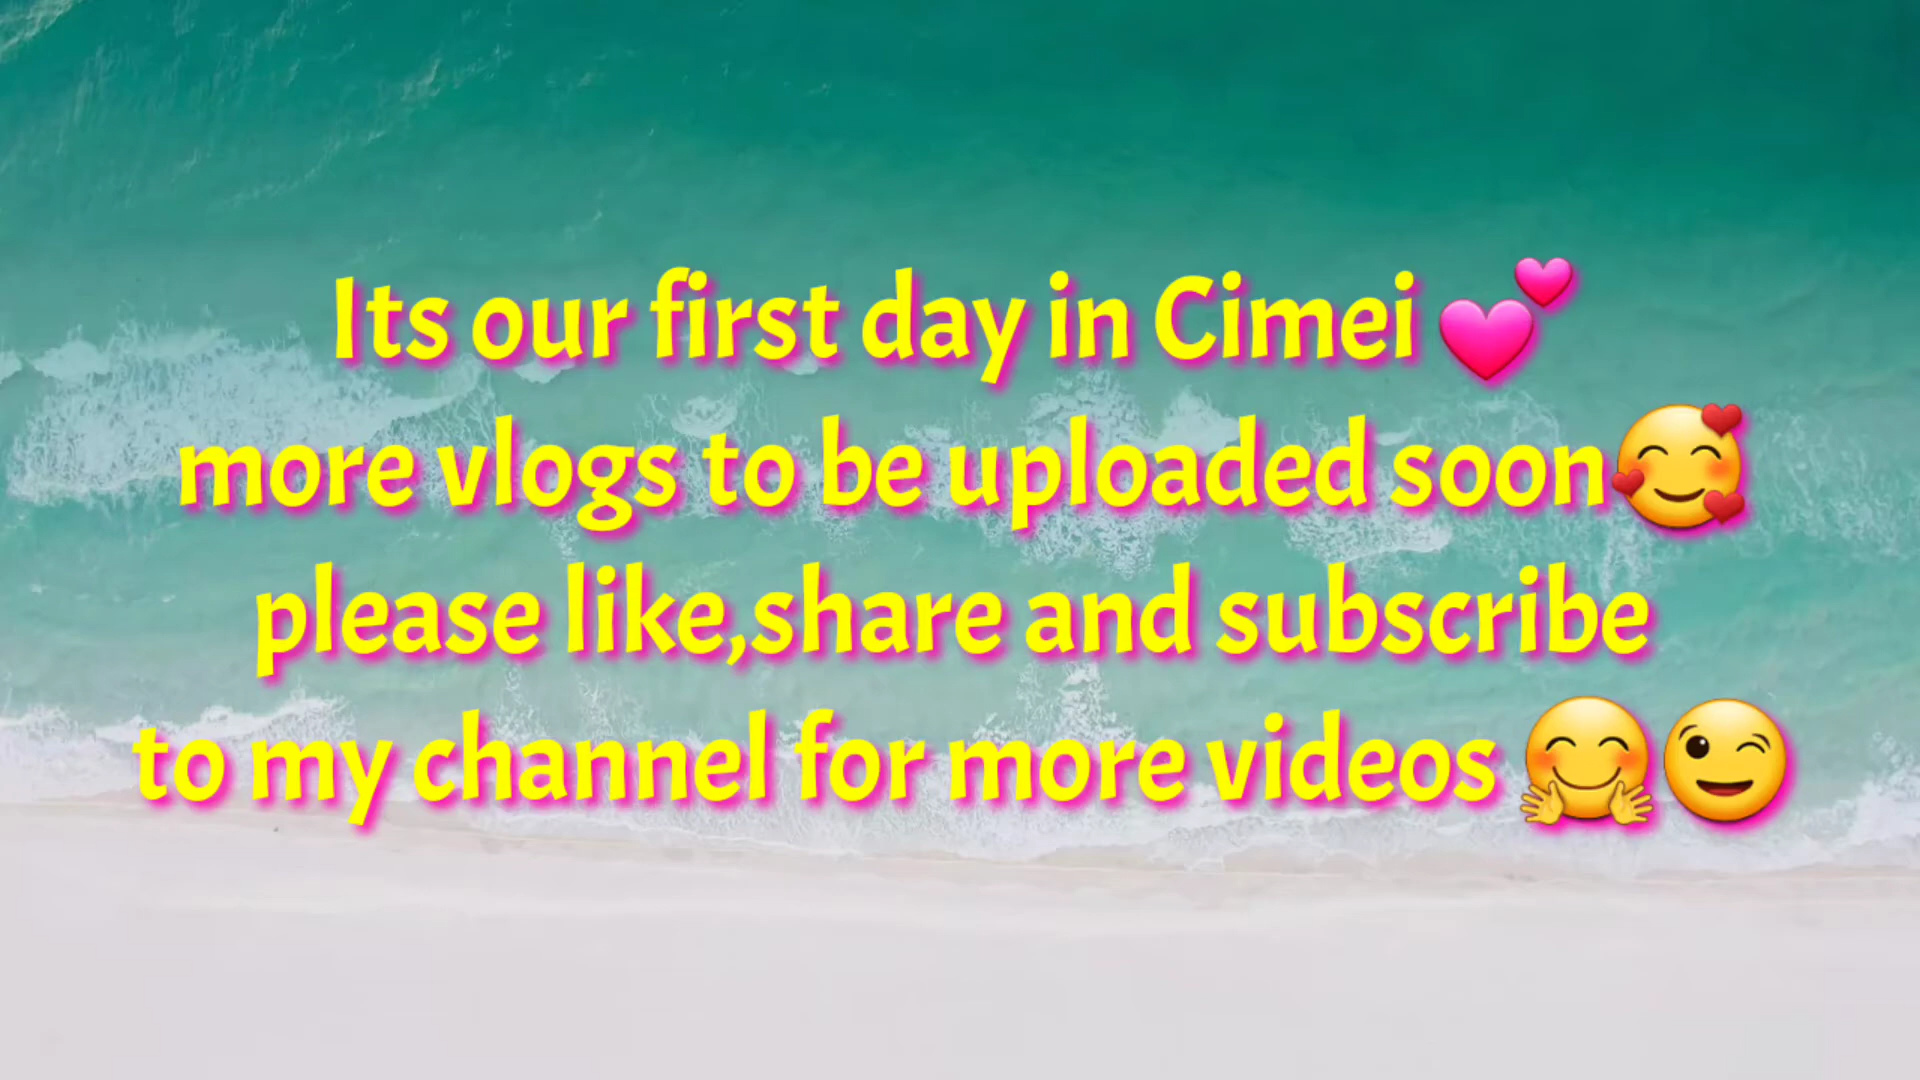 Its our first day in Cimei 💕
more vlogs to be uploaded soon🥰
please like,share and subscribe
to my channel for more videos 🤗😉